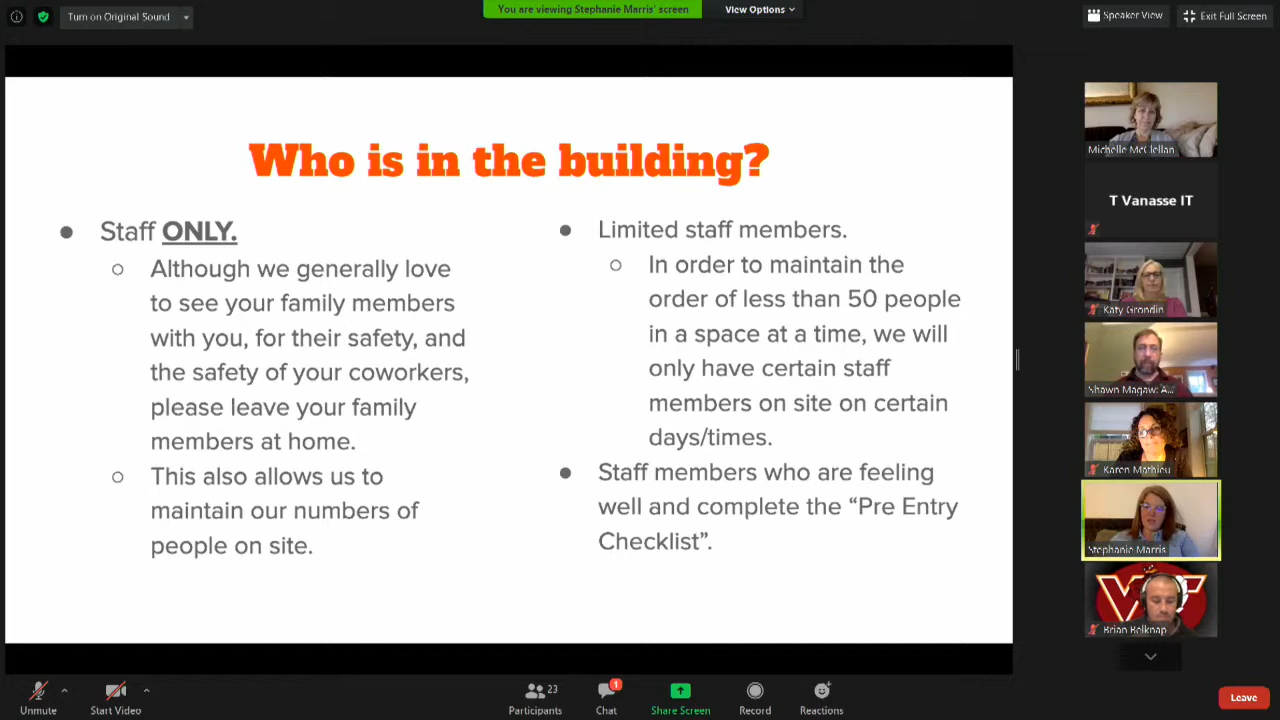 Turn on Original Sound
You are viewing Stephanie Marris' screen
View Options
Speaker View
Exit Full Screen
Who is in the building?
Staff ONLY.
Although we generally love
to see your family members
with you, for their safety, and
the safety of your coworkers,
please leave your family
members at home.
This also allows us to
maintain our numbers of
people on site.
Limited staff members.
In order to maintain the
order of less than 50 people
in a space at a time, we will
only have certain staff
members on site on certain
days/times.
Staff members who are feeling
well and complete the “Pre Entry
Checklist”.
Michelle McClellan
T Vanasse IT
Katy Grondin
Shawn Magaw: A...
Karen Mathieu
Stephanie Marris
Brian Belknap
Unmute
Start Video
23
Participants
1
Chat
Share Screen
Record
Reactions
Leave